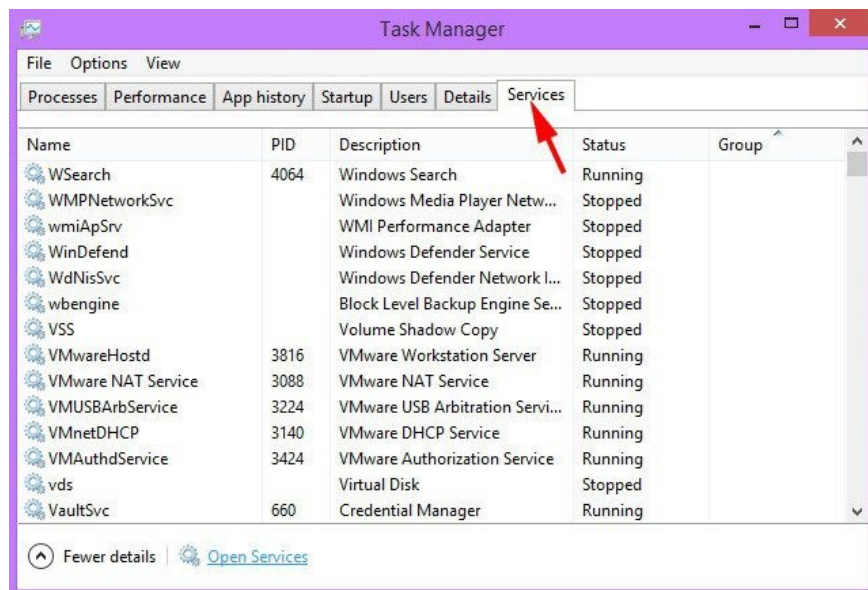 Task Manager
File Options View
Processes Performance App history Startup Users Details Services
Name PID Description Status Group
WSearch 4064 Windows Search Running
WMPNetworkSvc Windows Media Player Netw... Stopped
wmiApSrv WMI Performance Adapter Stopped
WinDefend Windows Defender Service Stopped
WdNisSvc Windows Defender Network I... Stopped
wbengine Block Level Backup Engine Se... Stopped
VSS Volume Shadow Copy Stopped
VMwareHostd 3816 VMware Workstation Server Running
VMware NAT Service 3088 VMware NAT Service Running
VMUSBArbService 3224 VMware USB Arbitration Servi... Running
VMnetDHCP 3140 VMware DHCP Service Running
VMAuthdService 3424 VMware Authorization Service Running
vds Virtual Disk Stopped
VaultSvc 660 Credential Manager Running
Fewer details Open Services